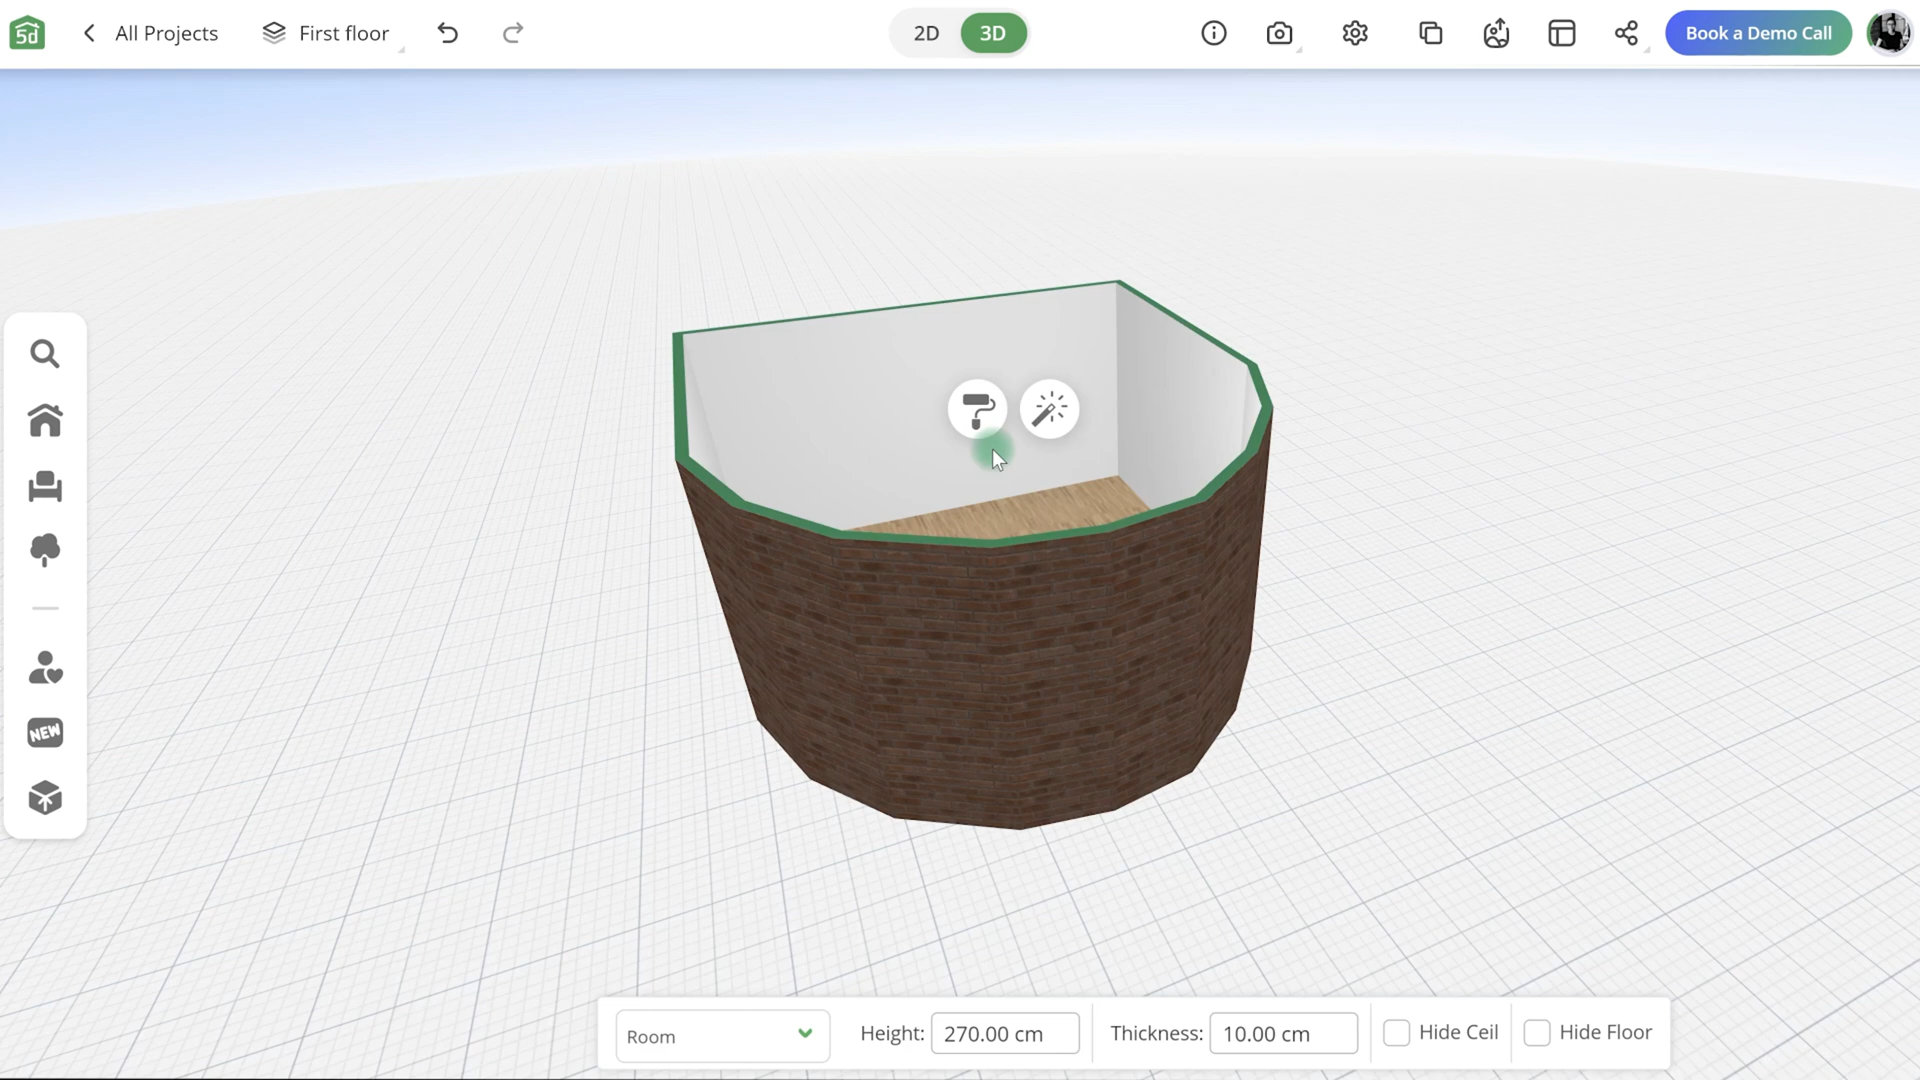 5d
All Projects
First floor
2D
3D
Book a Demo Call
NEW
Room
Height:
270.00 cm
Thickness:
10.00 cm
Hide Ceil
Hide Floor